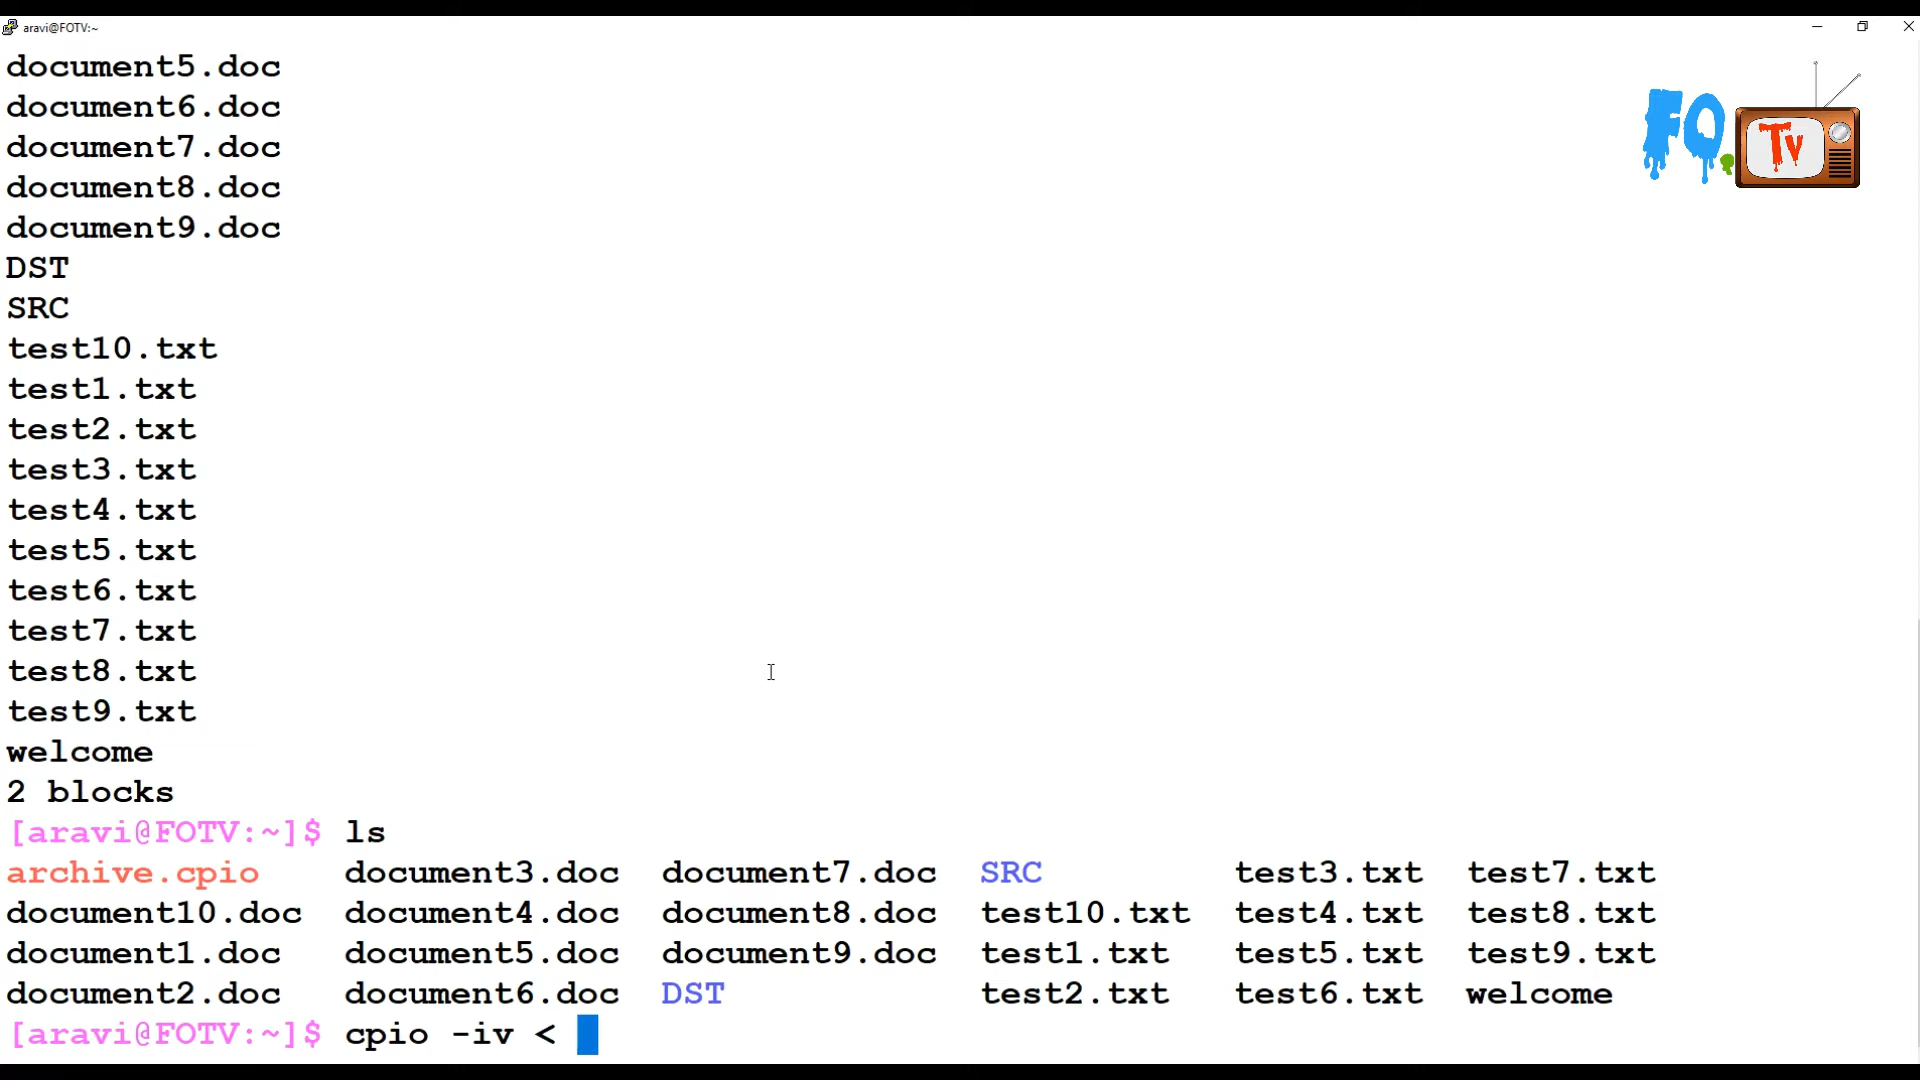 aravi@FOTV:~
document5.doc
document6.doc
document7.doc
document8.doc
document9.doc
DST
SRC
test10.txt
test1.txt
test2.txt
test3.txt
test4.txt
test5.txt
test6.txt
test7.txt
test8.txt
test9.txt
welcome
2 blocks
[aravi@FOTV:~]$ ls
archive.cpio document3.doc document7.doc SRC test3.txt test7.txt
document10.doc document4.doc document8.doc test10.txt test4.txt test8.txt
document1.doc document5.doc document9.doc test1.txt test5.txt test9.txt
document2.doc document6.doc DST test2.txt test6.txt welcome
[aravi@FOTV:~]$ cpio -iv <
FO.
Tv